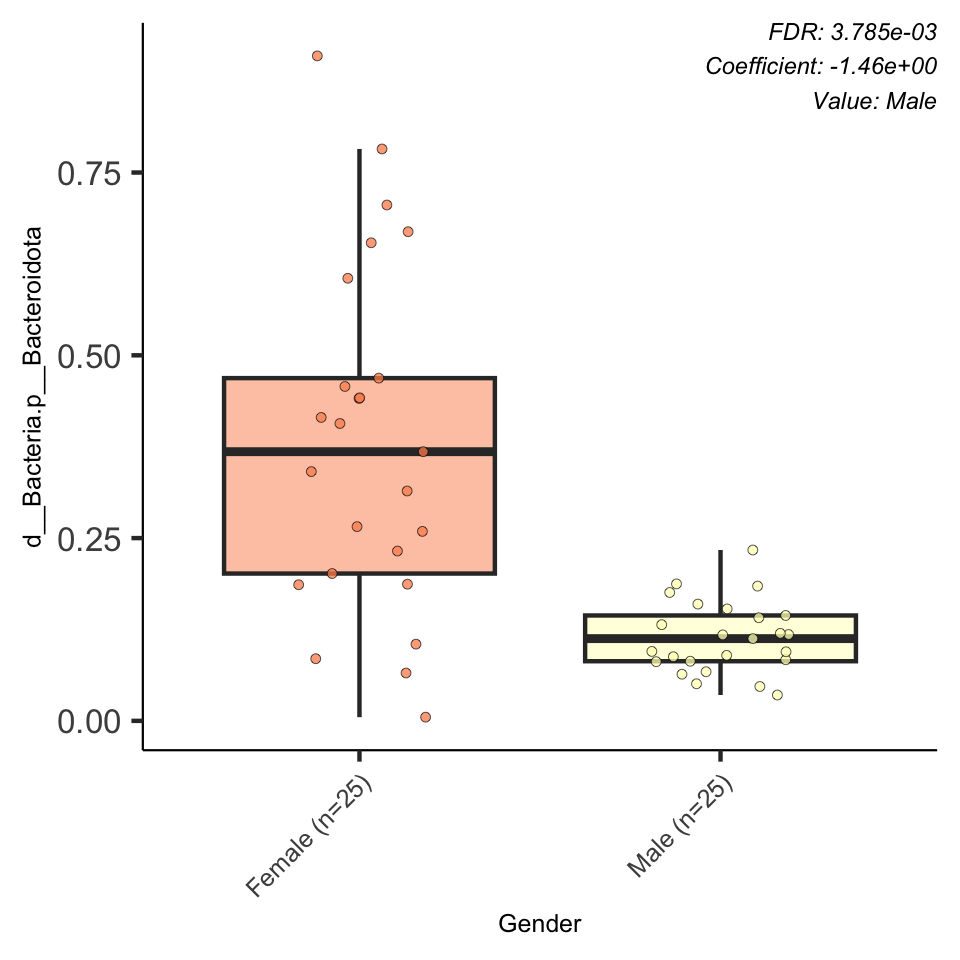 FDR: 3.785e-03
Coefficient: -1.46e+00
Value: Male
d__Bacteria.p__Bacteroidota
0.75
0.50
0.25
0.00
Female (n=25)
Male (n=25)
Gender